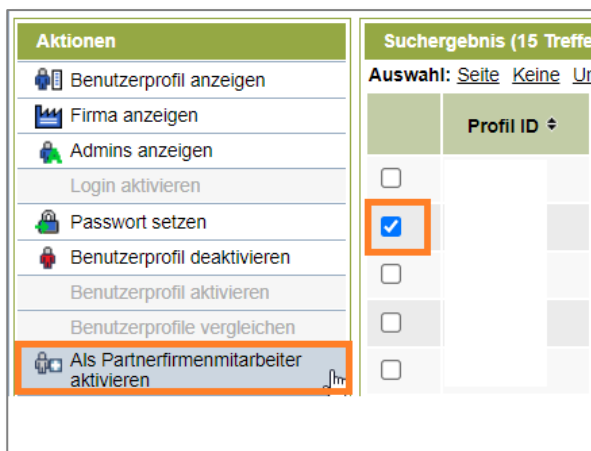 Aktionen
Benutzerprofil anzeigen
Firma anzeigen
Admins anzeigen
Login aktivieren
Passwort setzen
Benutzerprofil deaktivieren
Benutzerprofil aktivieren
Benutzerprofile vergleichen
Als Partnerfirmenmitarbeiter
aktivieren
Suchergebnis (15
Auswahl: Seite Keine
Profil ID